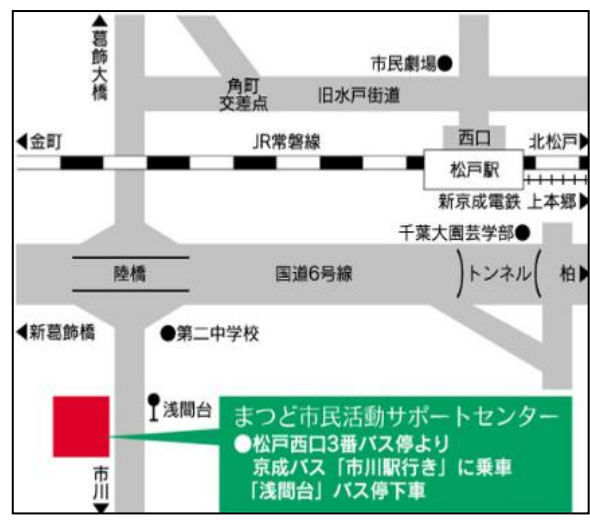 葛飾大橋
市民劇場
角町
交差点
旧水戸街道
金町
JR常磐線
西口
北松戸
松戸駅
新京成電鉄 上本郷
千葉大園芸学部
陸橋
国道6号線
トンネル
柏
新葛飾橋
第二中学校
浅間台
まつど市民活動サポートセンター
●松戸西口3番バス停より
京成バス「市川駅行き」に乗車
「浅間台」バス停下車
市川